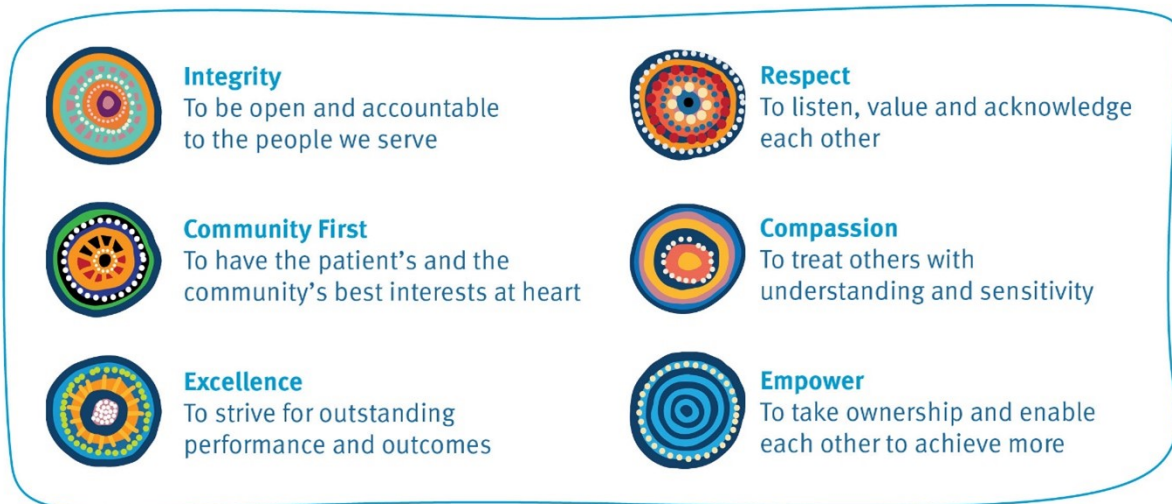 Integrity
To be open and accountable
to the people we serve
Respect
To listen, value and acknowledge
each other
Community First
To have the patient’s and the
community’s best interests at heart
Compassion
To treat others with
understanding and sensitivity
Excellence
To strive for outstanding
performance and outcomes
Empower
To take ownership and enable
each other to achieve more